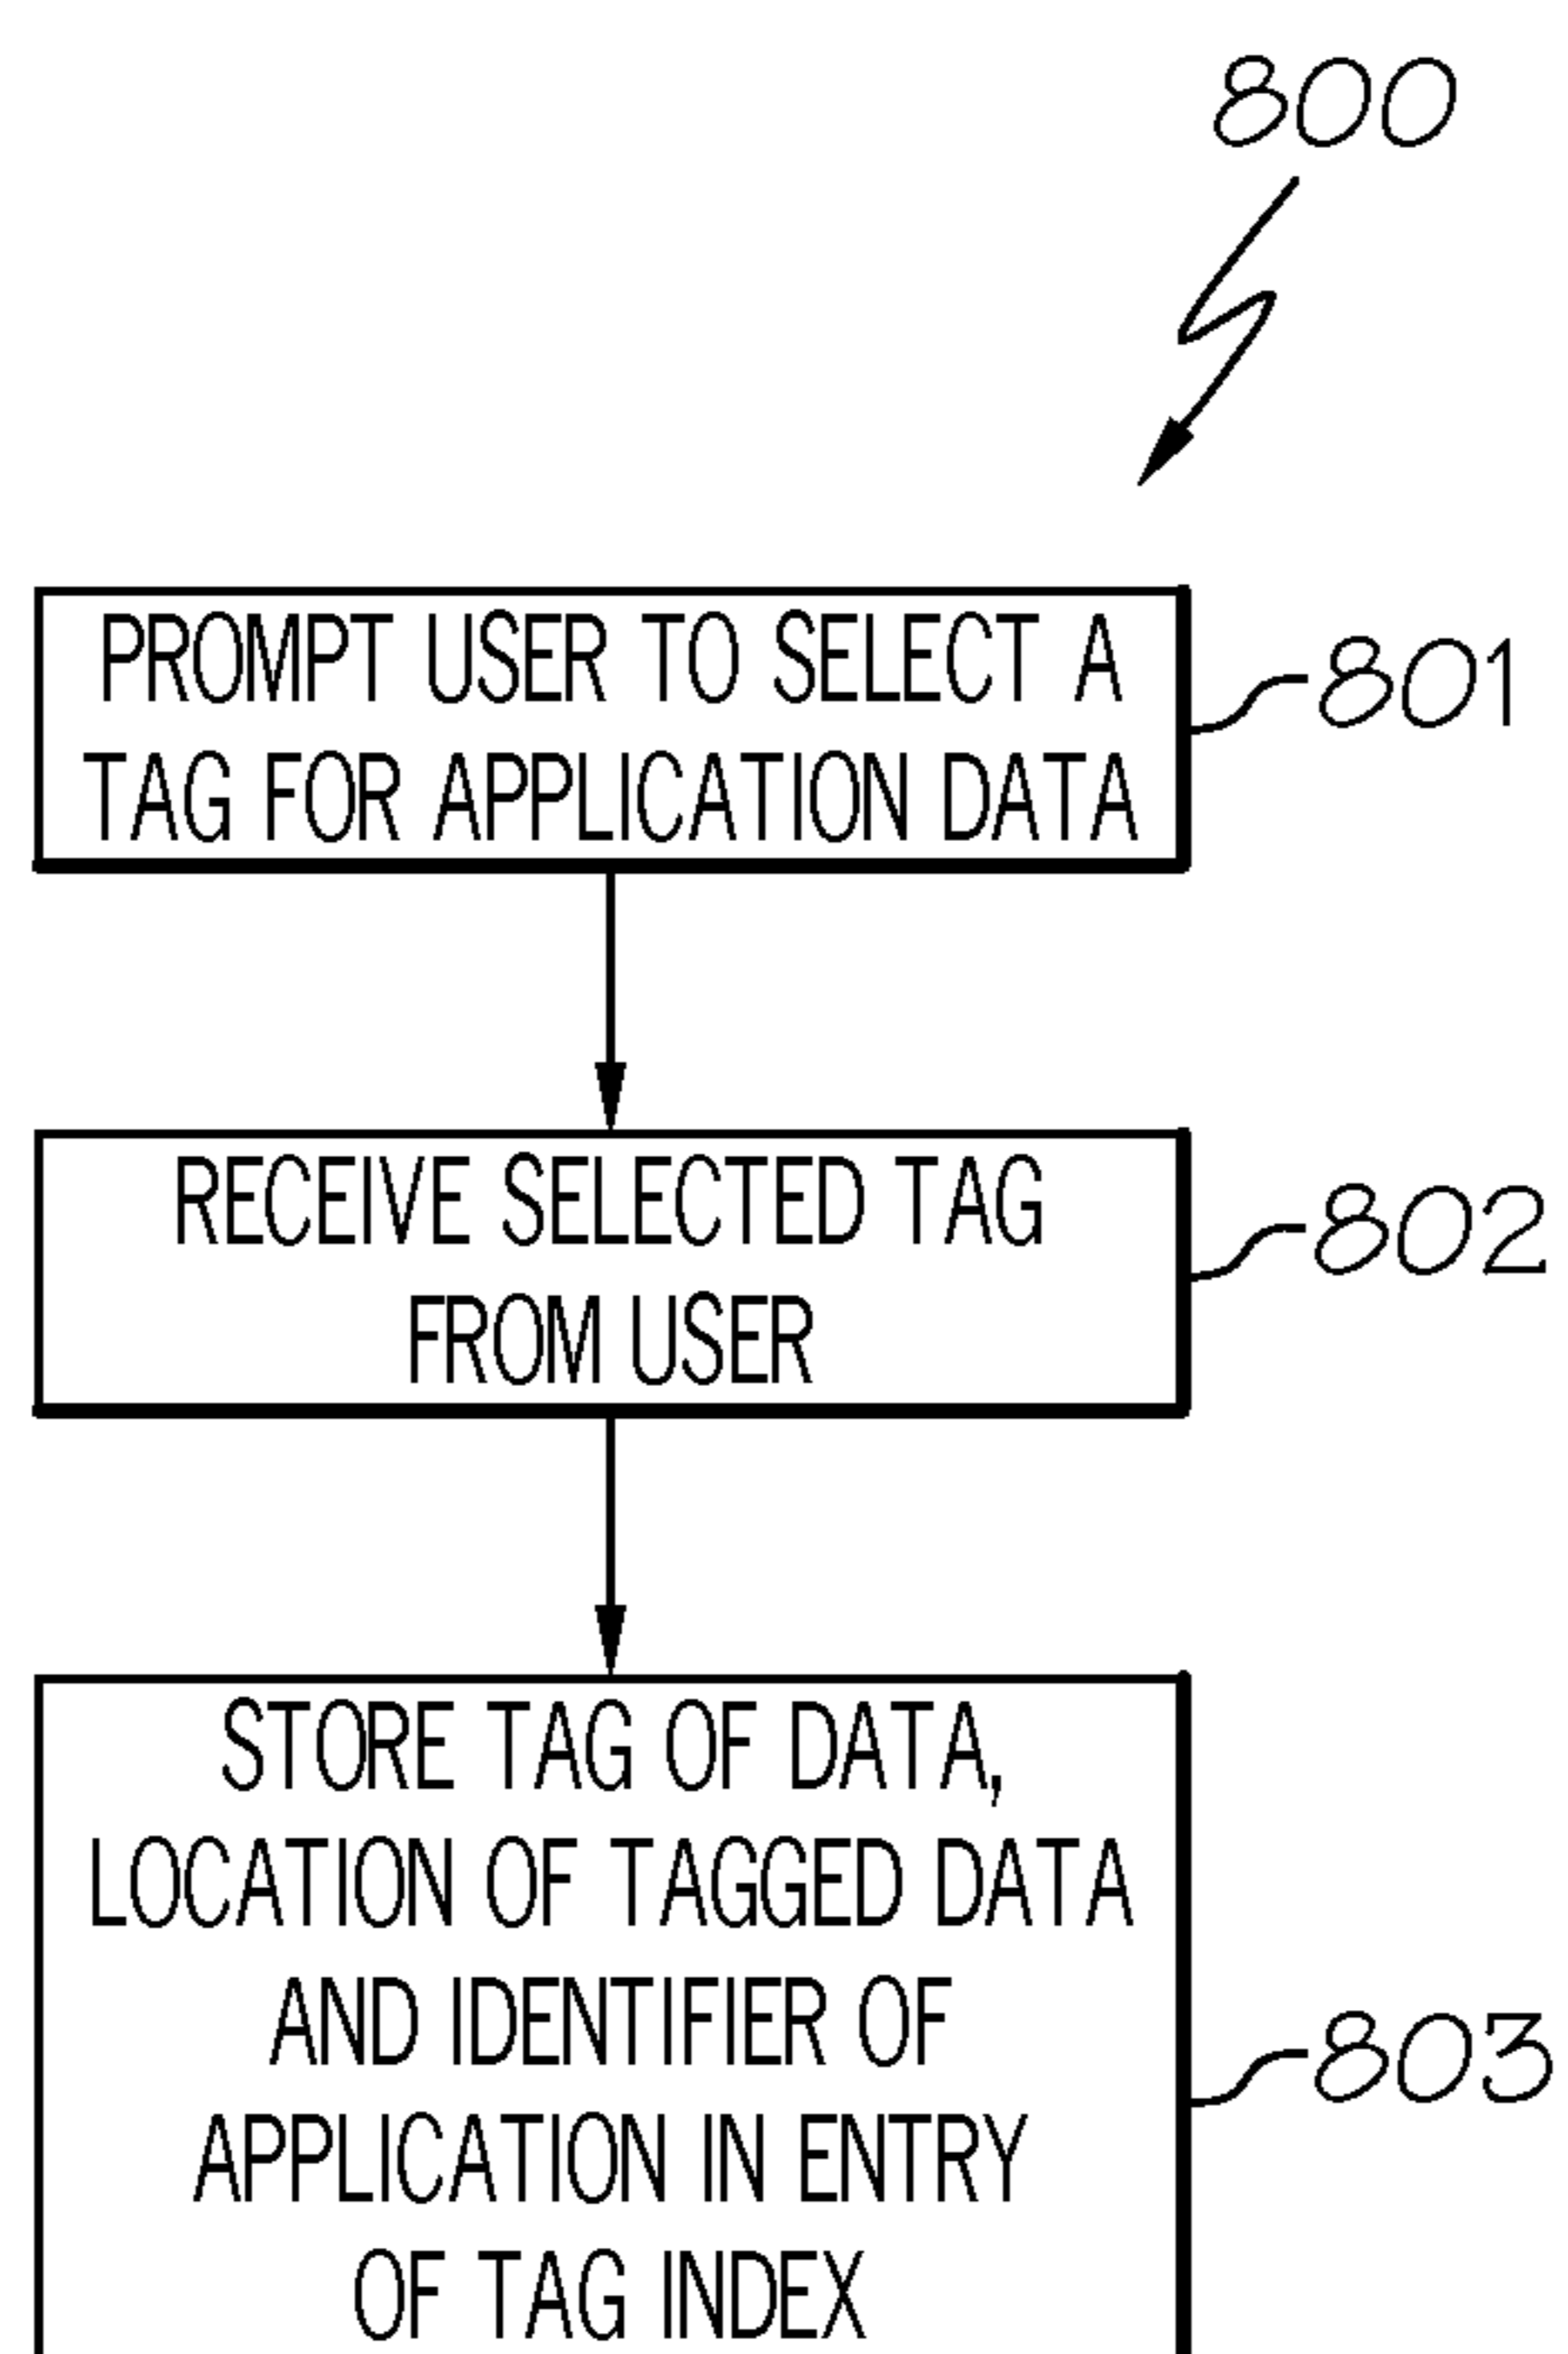 800
PROMPT USER TO SELECT A
TAG FOR APPLICATION DATA
801
RECEIVE SELECTED TAG
FROM USER
802
STORE TAG OF DATA,
LOCATION OF TAGGED DATA
AND IDENTIFIER OF
APPLICATION IN ENTRY
OF TAG INDEX
803